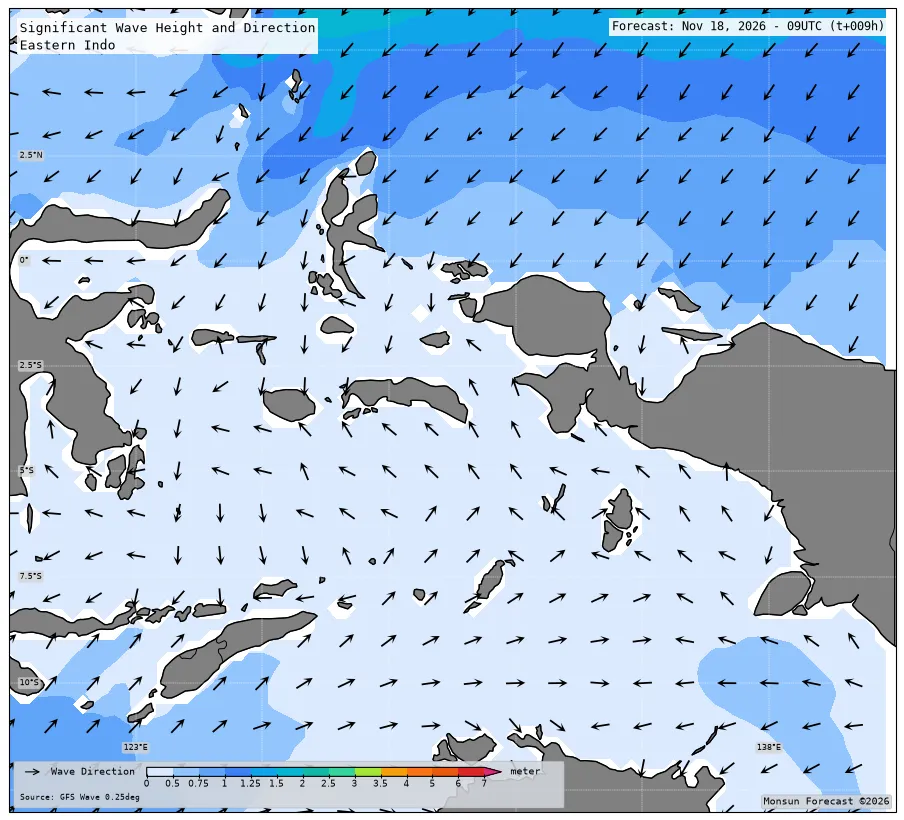 Significant Wave Height and Direction
Eastern Indo
Forecast: Nov 18, 2026 - 09UTC (t+009h)
2.5°N
0°
2.5°S
5°S
7.5°S
10°S
123°E
138°E
Wave Direction
meter
0 0.5 0.75 1 1.25 1.5 2 2.5 3 3.5 4 5 6 7
Source: GFS Wave 0.25deg
Monsun Forecast ©2026